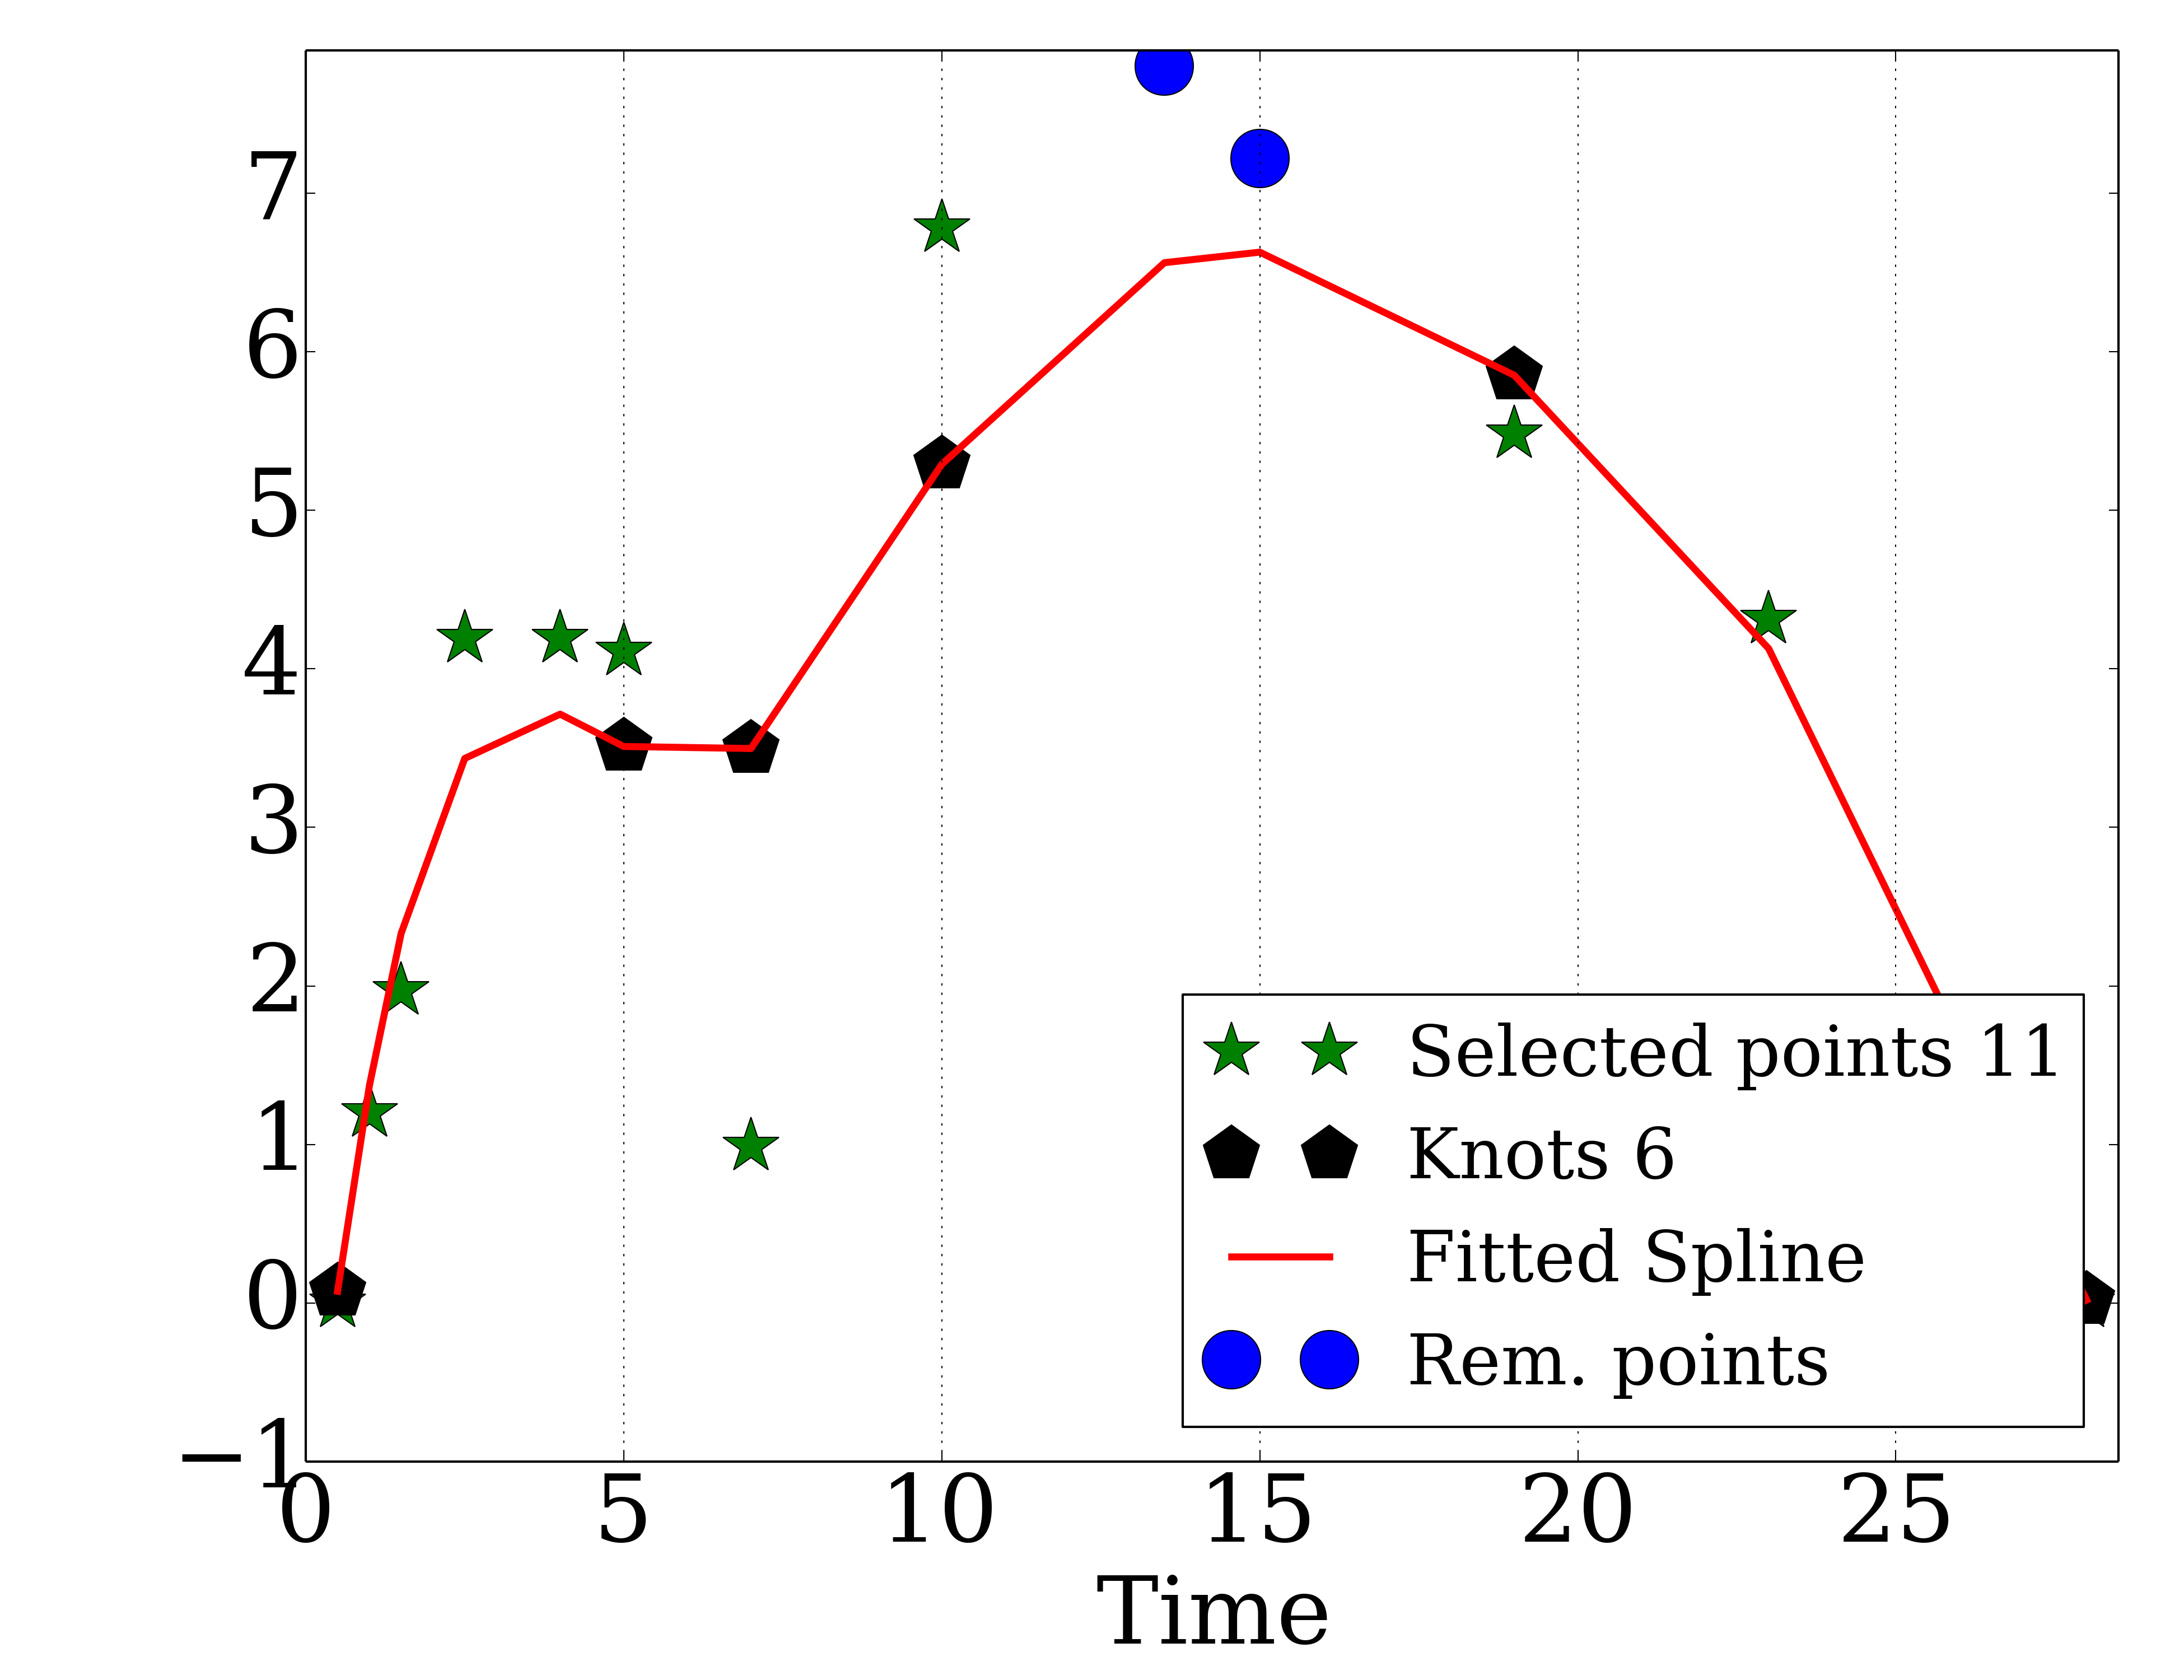 7
6
5
4
3
2
1
0
−1
Selected points 11
Knots 6
Fitted Spline
Rem. points
0 5 10 15 20 25
Time